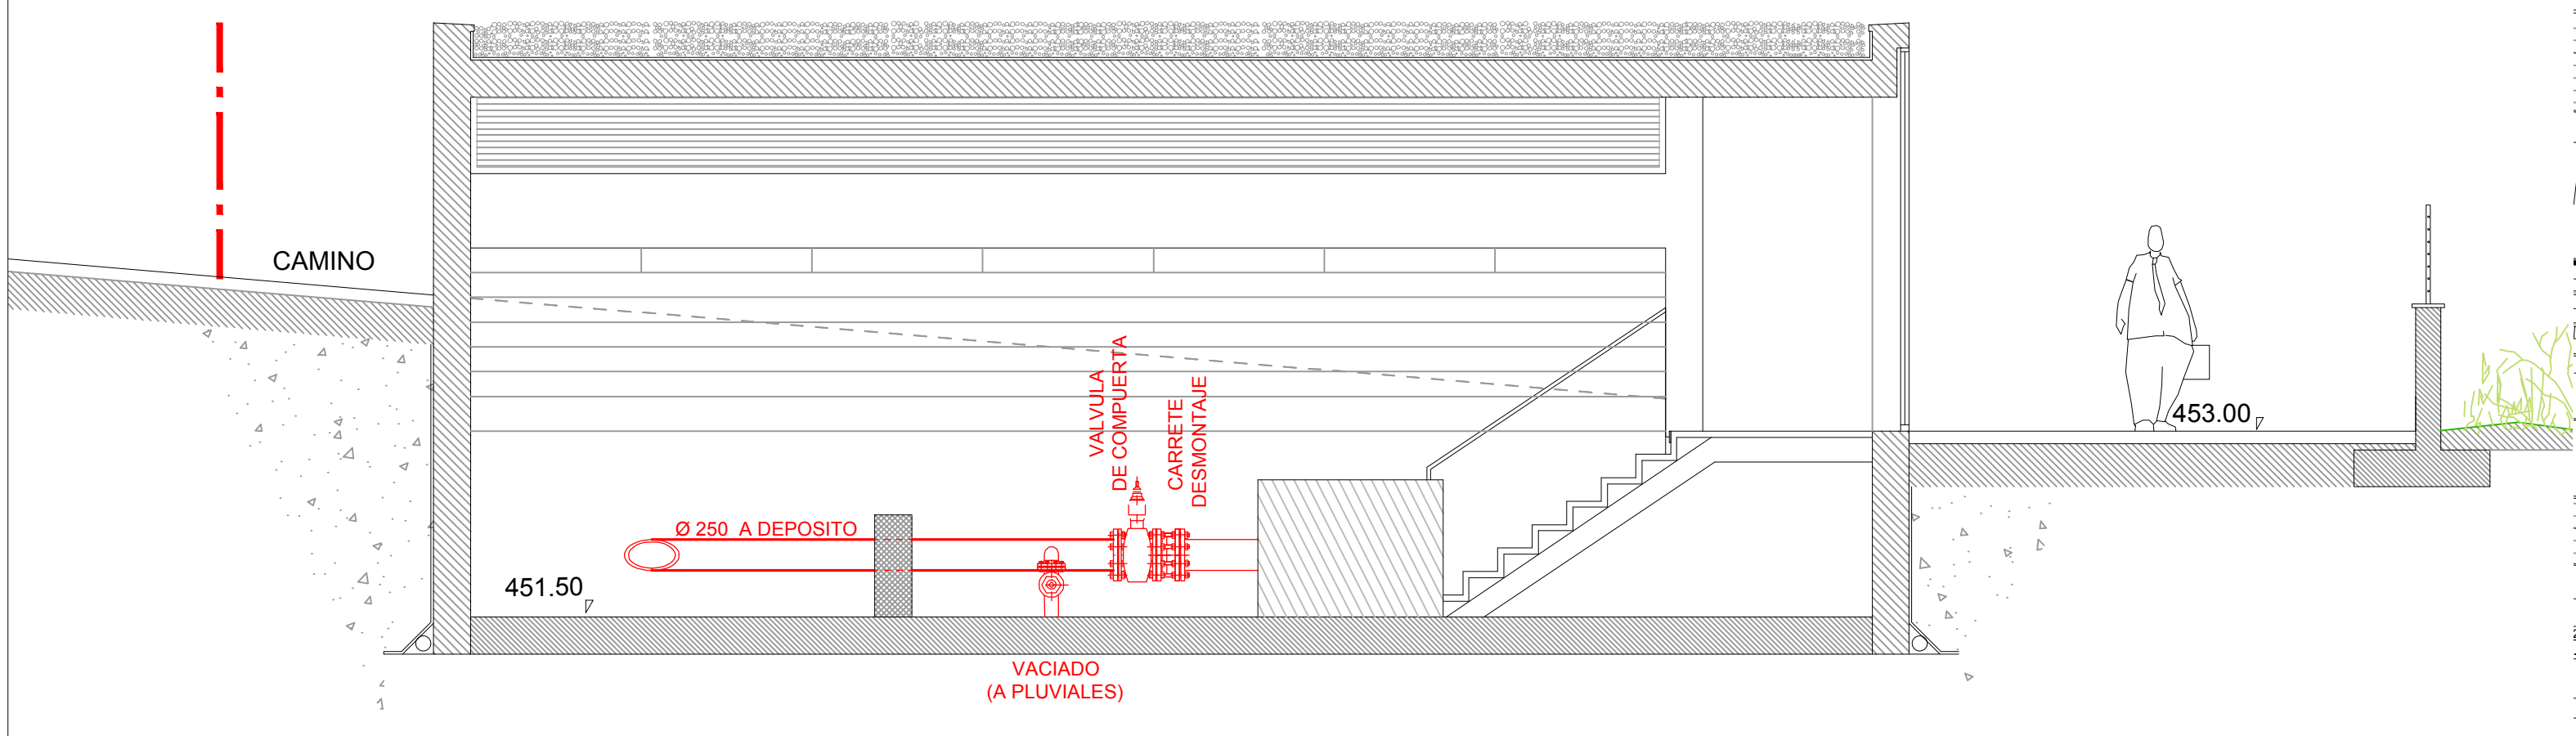 CAMINO
VALVULA
DE COMPUERTA
CARRETE
DESMONTAJE
453.00
Ø 250 A DEPOSITO
451.50
VACIADO
(A PLUVIALES)